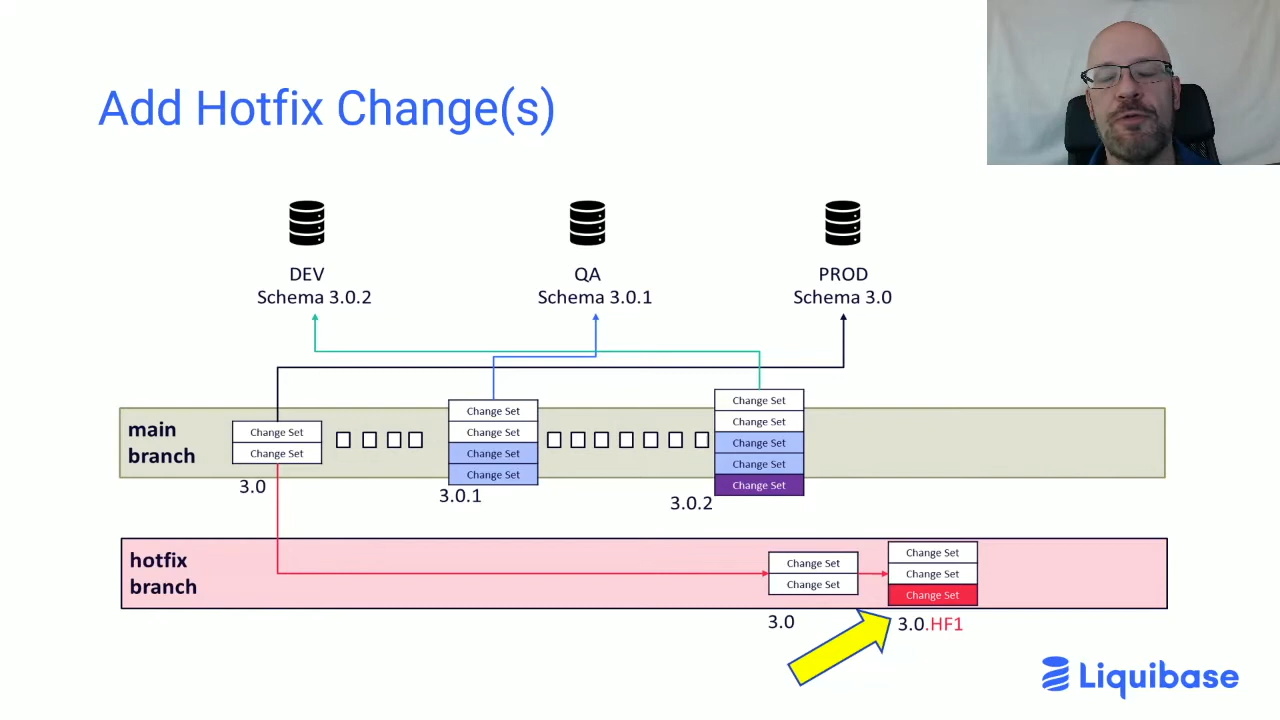 Add Hotfix Change(s)
DEV
Schema 3.0.2
QA
Schema 3.0.1
PROD
Schema 3.0
main
branch
Change Set
Change Set
3.0
Change Set
Change Set
Change Set
Change Set
3.0.1
Change Set
Change Set
Change Set
Change Set
Change Set
3.0.2
hotfix
branch
Change Set
Change Set
3.0
Change Set
Change Set
Change Set
3.0.HF1
Liquibase